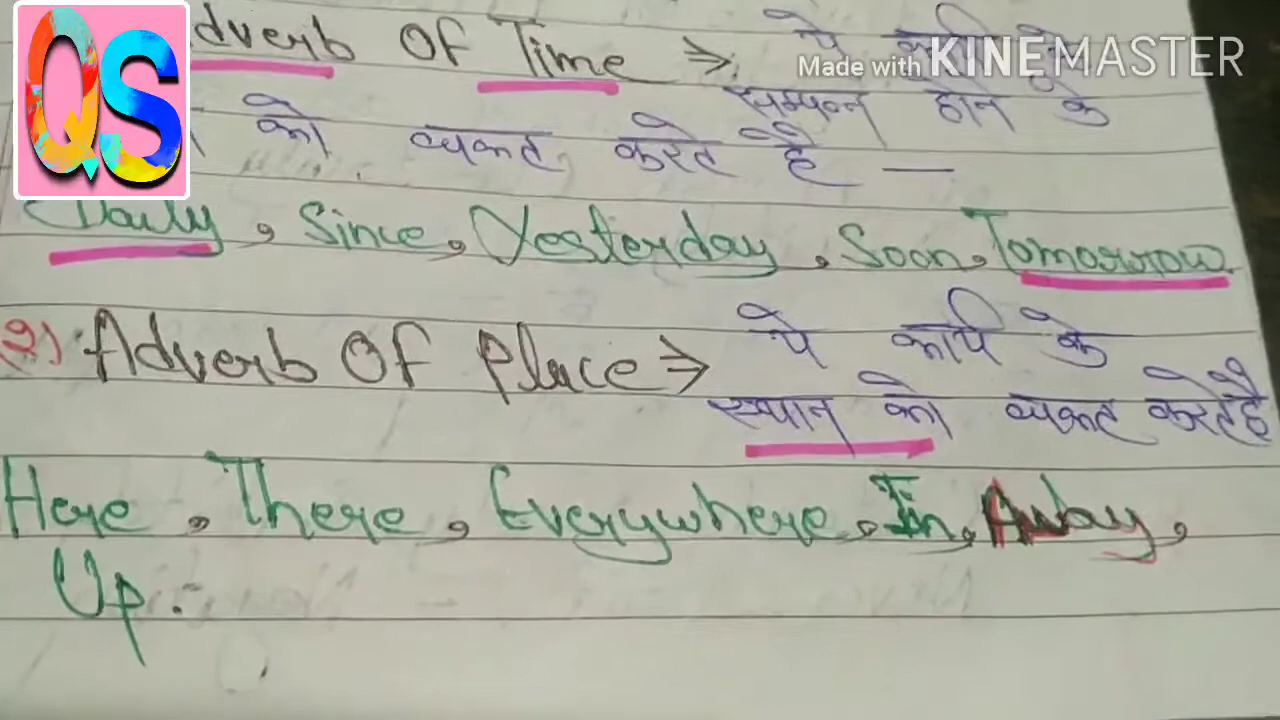 QS
dverb Of Time ⇒ ये
Made with KINEMASTER
सम्पन्न होने के
को व्यक्त करते है —
Daily, Since, Yesterday, Soon, Tomorrow.
(2) Adverb Of Place ⇒ ये कार्य के
स्थान को व्यक्त करते है
Here, There, Everywhere, In, Away,
Up.